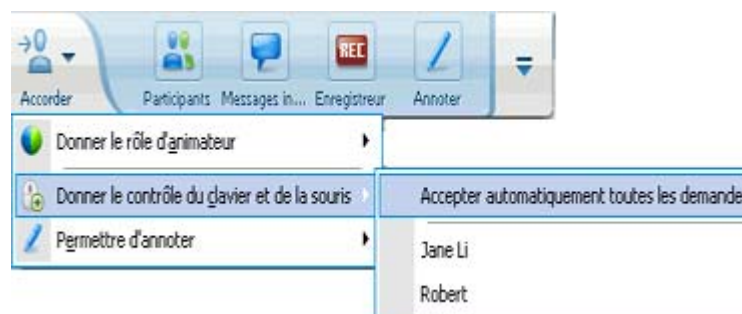 Accorder Participants Messages in... Enregistreur Annoter
REC
Donner le rôle d'animateur
Donner le contrôle du clavier et de la souris
Accepter automatiquement toutes les demande
Permettre d'annoter
Jane Li
Robert